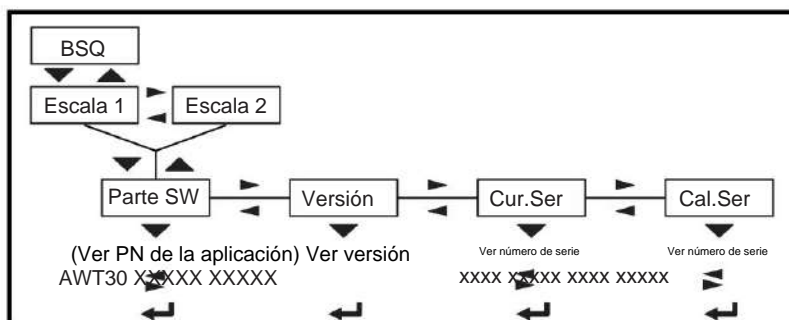 BSQ
Escala 1 Escala 2
Parte SW Versión Cur.Ser Cal.Ser
(Ver PN de la aplicación) Ver versión Ver número de serie Ver número de serie
AWT30 XXXXX XXXXX xxxx xxxxx xxxx xxxxx